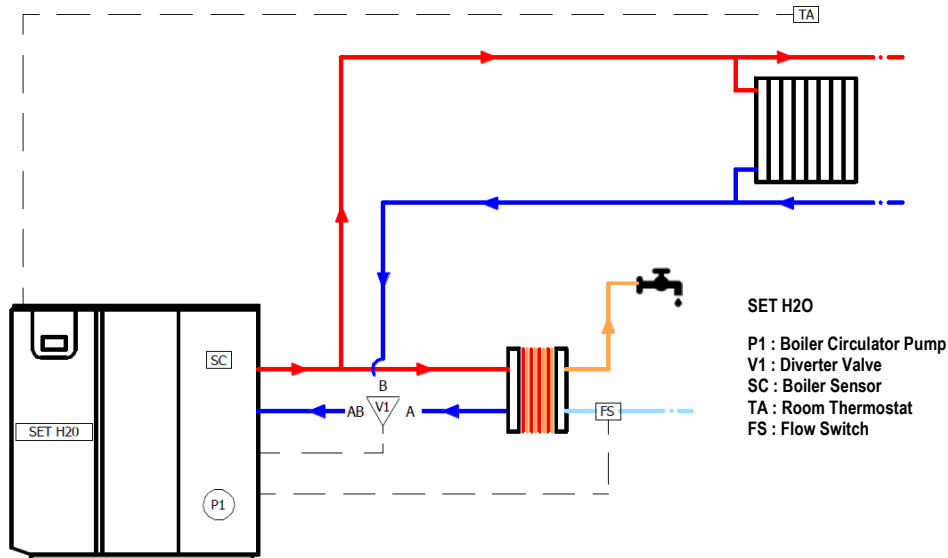 TA
SC
B
AB
V1
A
FS
SET H20
P1
SET H2O
P1 : Boiler Circulator Pump
V1 : Diverter Valve
SC : Boiler Sensor
TA : Room Thermostat
FS : Flow Switch